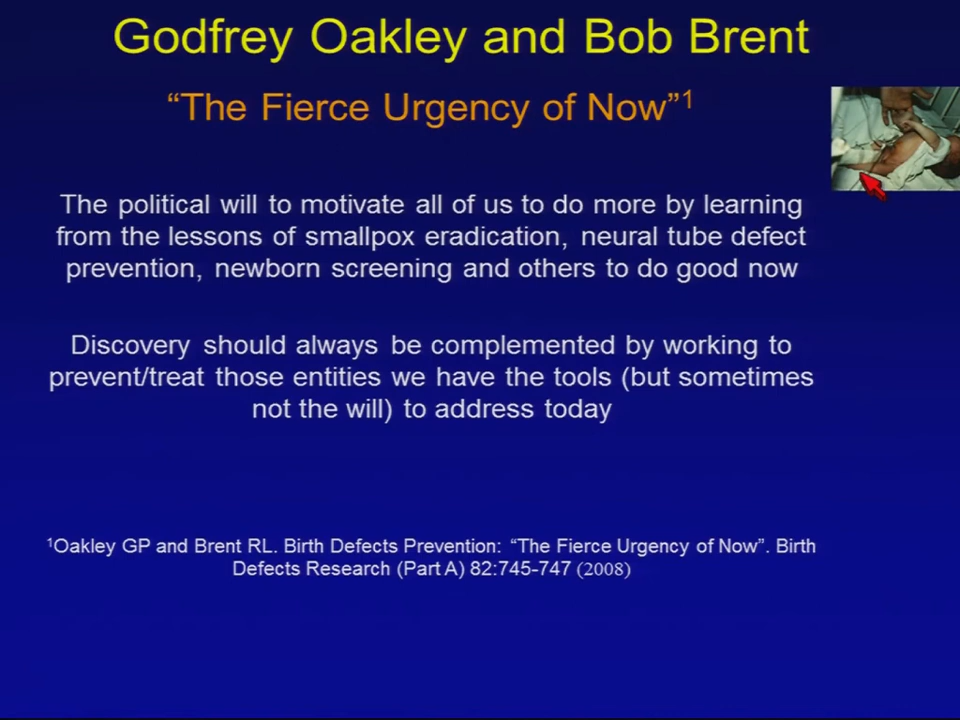 Godfrey Oakley and Bob Brent
“The Fierce Urgency of Now”1
The political will to motivate all of us to do more by learning
from the lessons of smallpox eradication, neural tube defect
prevention, newborn screening and others to do good now
Discovery should always be complemented by working to
prevent/treat those entities we have the tools (but sometimes
not the will) to address today
1Oakley GP and Brent RL. Birth Defects Prevention: “The Fierce Urgency of Now”. Birth
Defects Research (Part A) 82:745-747 (2008)